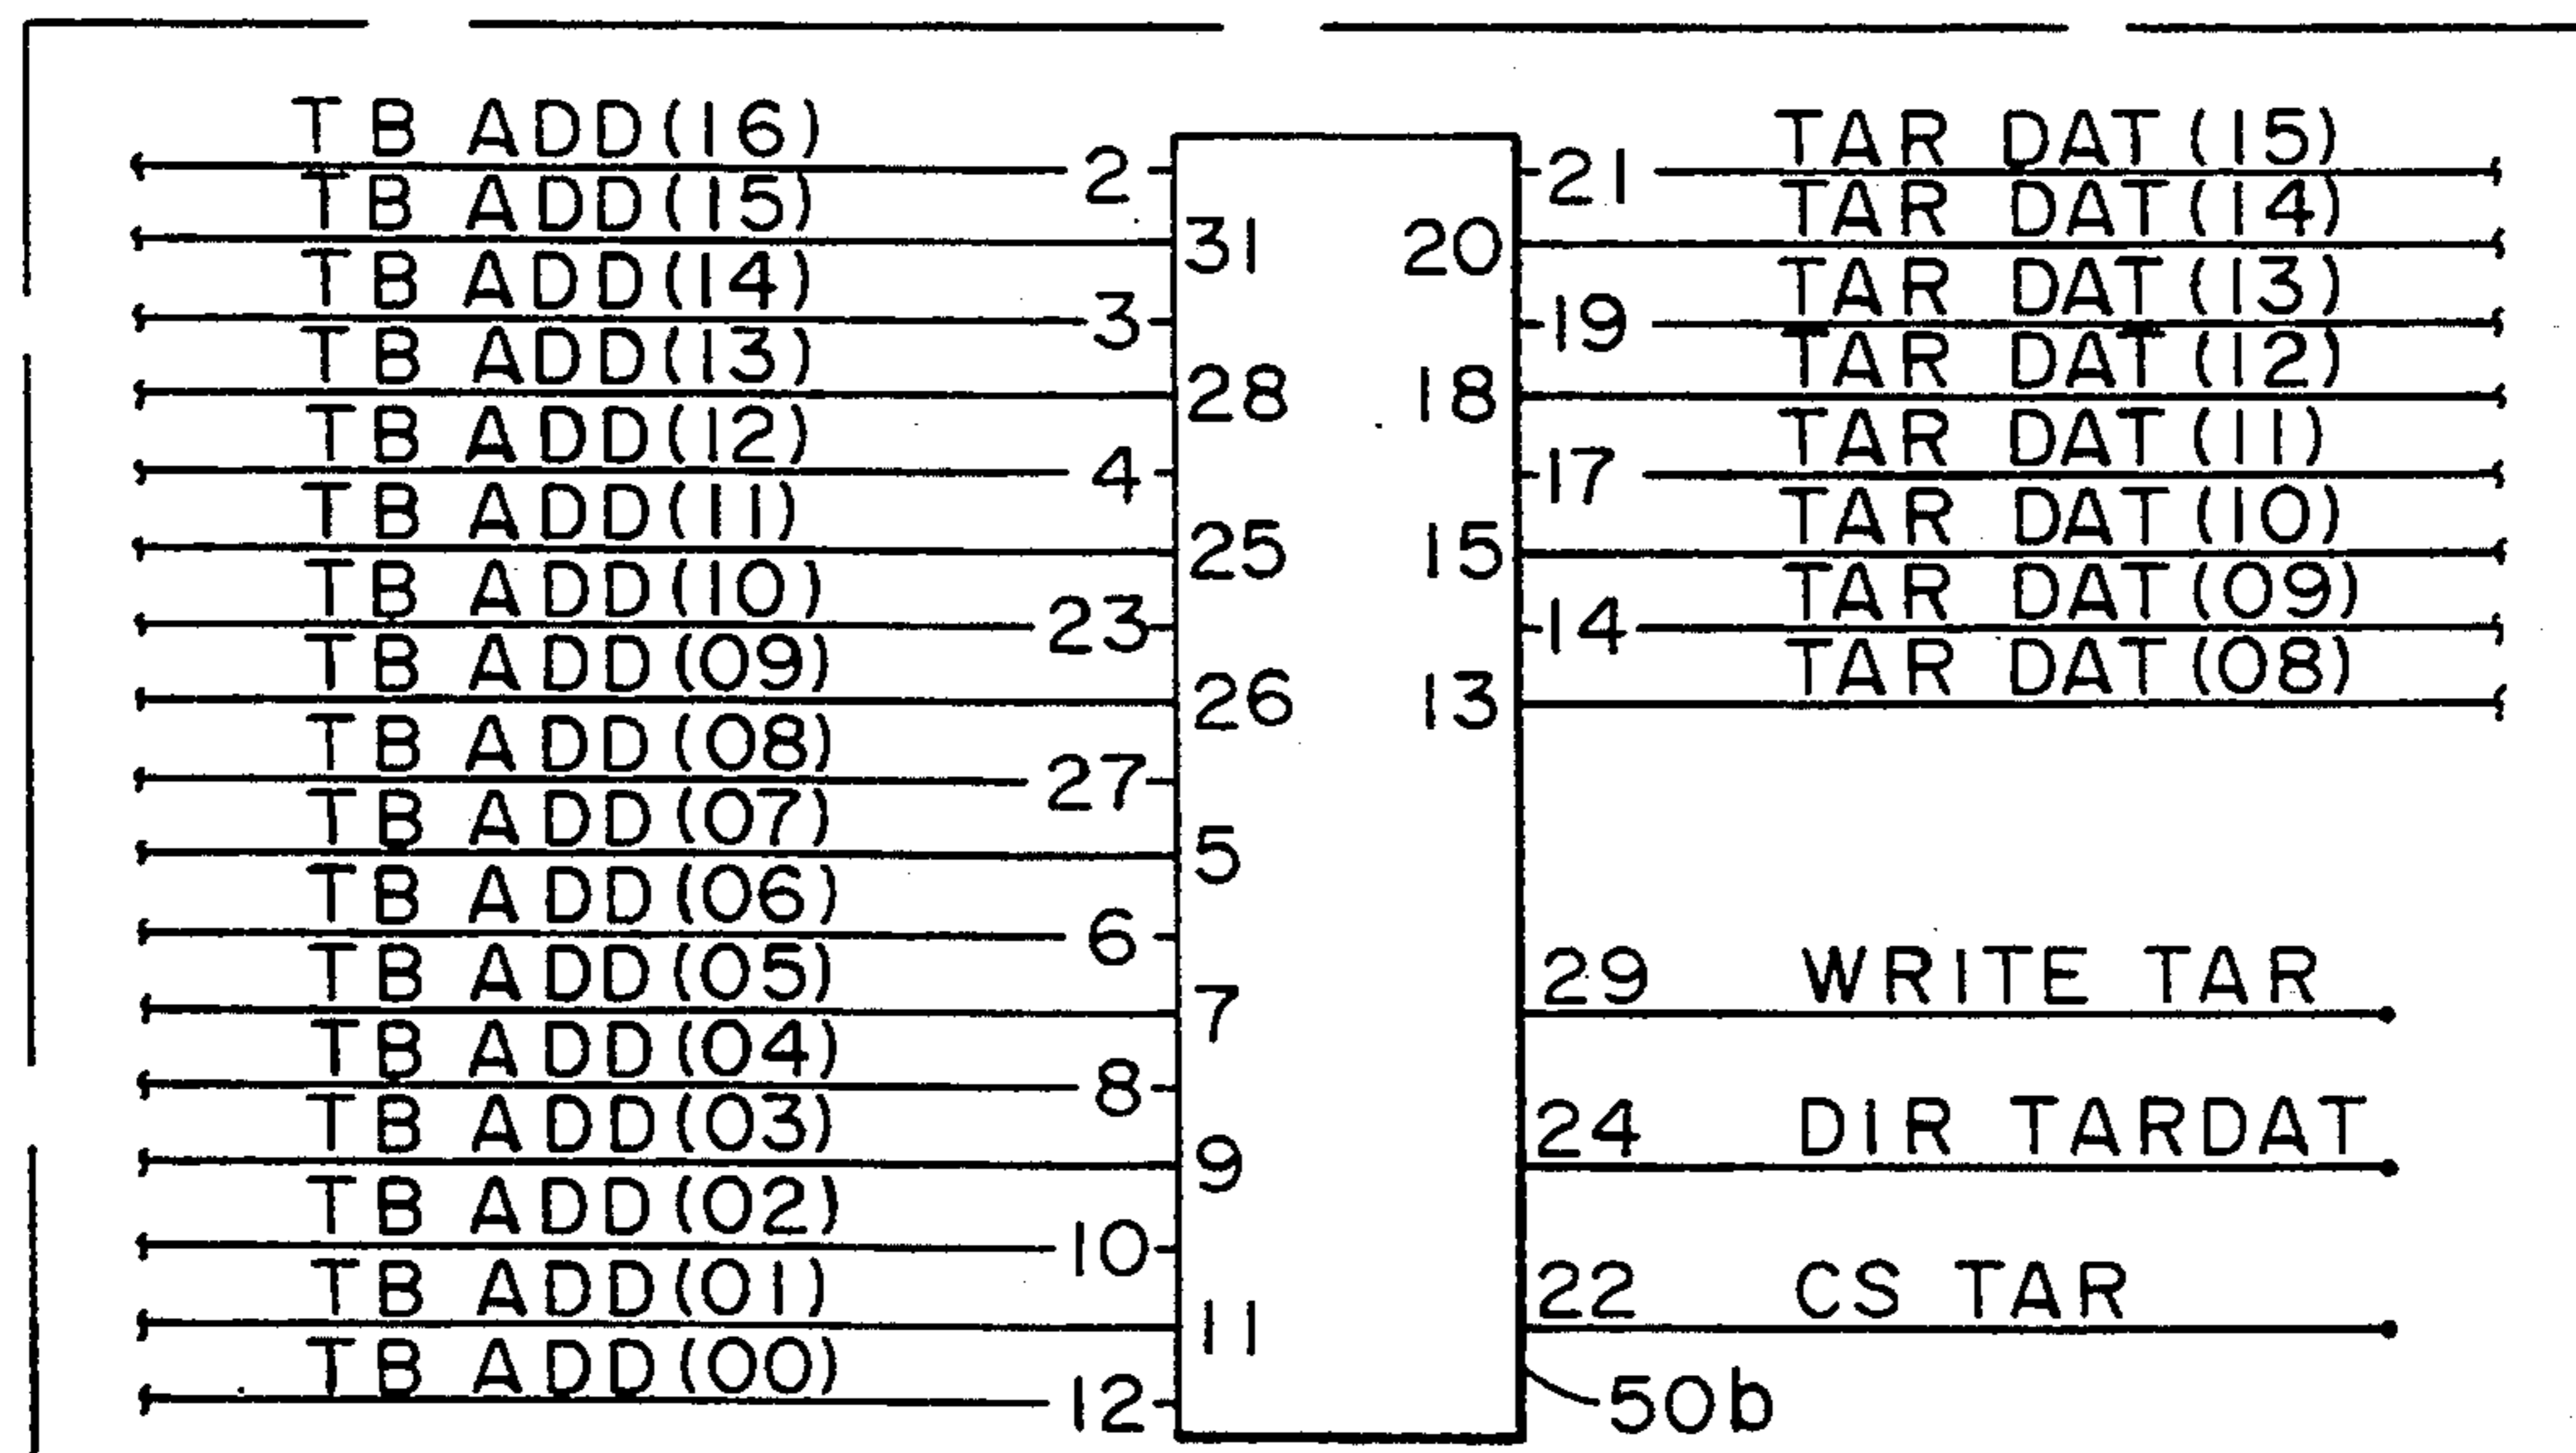 TB ADD(16) 2 21 TAR DAT(15)
TB ADD(15) 31 20 TAR DAT(14)
TB ADD(14) 3 19 TAR DAT(13)
TB ADD(13) 28 18 TAR DAT(12)
TB ADD(12) 4 17 TAR DAT(11)
TB ADD(11) 25 15 TAR DAT(10)
TB ADD(10) 23 14 TAR DAT(09)
TB ADD(09) 26 13 TAR DAT(08)
TB ADD(08) 27
TB ADD(07) 5
TB ADD(06) 6
TB ADD(05) 7 29 WRITE TAR
TB ADD(04) 8
TB ADD(03) 9 24 DIR TARDAT
TB ADD(02) 10
TB ADD(01) 11 22 CS TAR
TB ADD(00) 12 50b